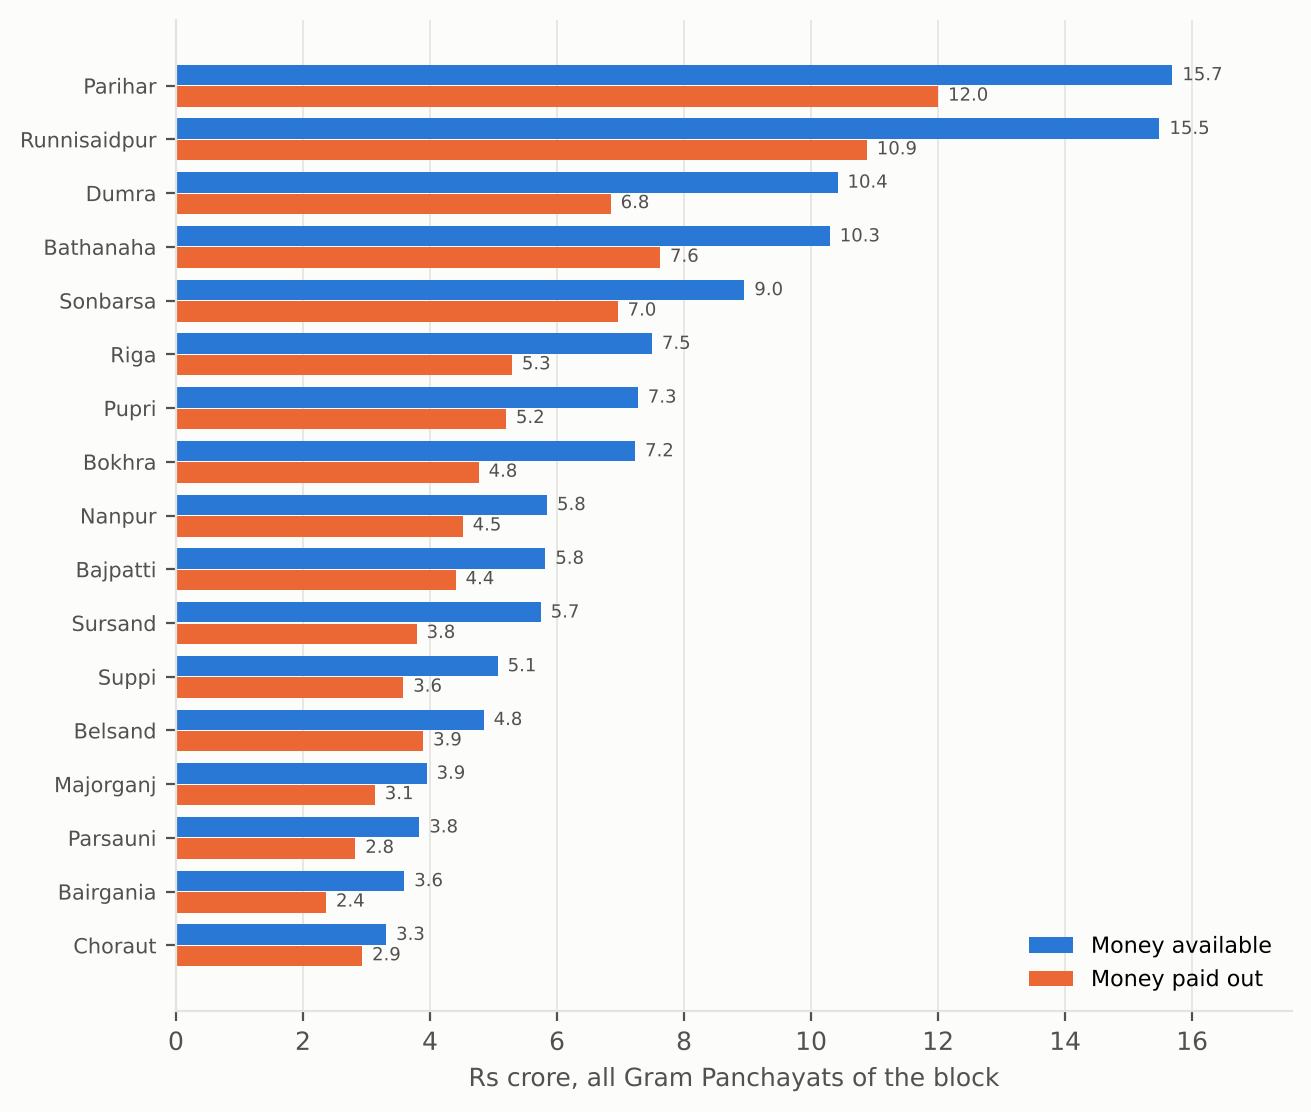 Parihar 15.7
12.0
Runnisaidpur 15.5
10.9
Dumra 10.4
6.8
Bathanaha 10.3
7.6
Sonbarsa 9.0
7.0
Riga 7.5
5.3
Pupri 7.3
5.2
Bokhra 7.2
4.8
Nanpur 5.8
4.5
Bajpatti 5.8
4.4
Sursand 5.7
3.8
Suppi 5.1
3.6
Belsand 4.8
3.9
Majorganj 3.9
3.1
Parsauni 3.8
2.8
Bairgania 3.6
2.4
Choraut 3.3
2.9
Money available
Money paid out
0 2 4 6 8 10 12 14 16
Rs crore, all Gram Panchayats of the block